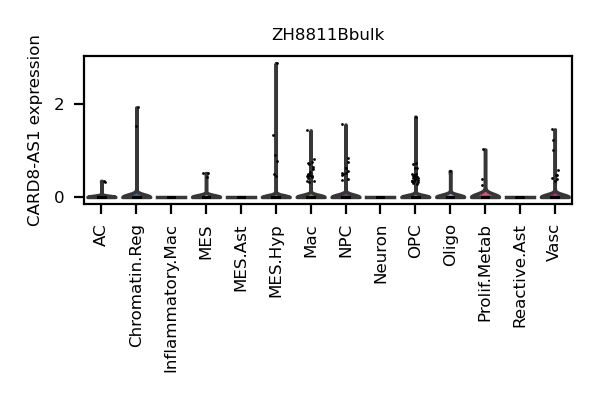 ZH8811Bbulk
CARD8-AS1 expression
2
0
AC
Chromatin.Reg
Inflammatory.Mac
MES
MES.Ast
MES.Hyp
Mac
NPC
Neuron
OPC
Oligo
Prolif.Metab
Reactive.Ast
Vasc